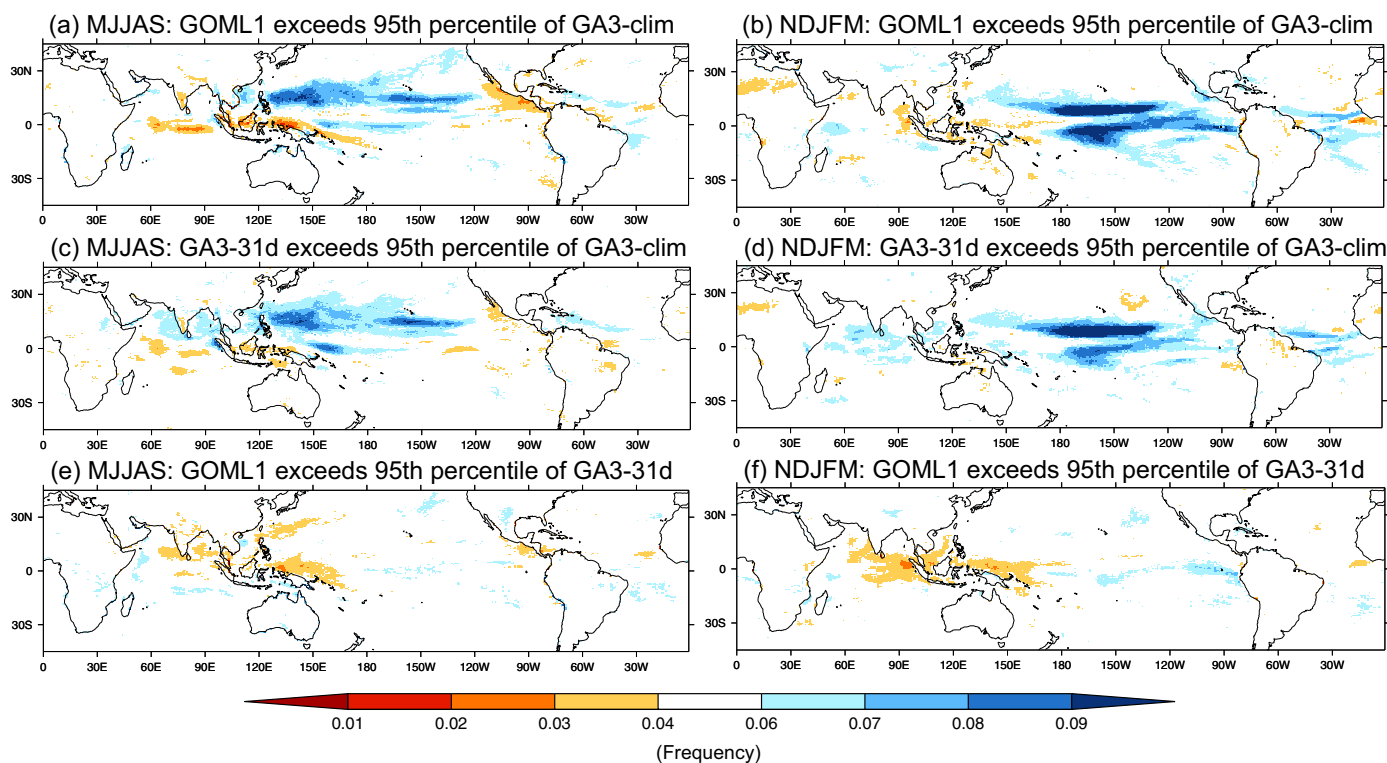 (a) MJJAS: GOML1 exceeds 95th percentile of GA3-clim
(b) NDJFM: GOML1 exceeds 95th percentile of GA3-clim
30N
0
30S
0 30E 60E 90E 120E 150E 180 150W 120W 90W 60W 30W
30N
0
30S
0 30E 60E 90E 120E 150E 180 150W 120W 90W 60W 30W
(c) MJJAS: GA3-31d exceeds 95th percentile of GA3-clim
(d) NDJFM: GA3-31d exceeds 95th percentile of GA3-clim
30N
0
30S
0 30E 60E 90E 120E 150E 180 150W 120W 90W 60W 30W
30N
0
30S
0 30E 60E 90E 120E 150E 180 150W 120W 90W 60W 30W
(e) MJJAS: GOML1 exceeds 95th percentile of GA3-31d
(f) NDJFM: GOML1 exceeds 95th percentile of GA3-31d
30N
0
30S
0 30E 60E 90E 120E 150E 180 150W 120W 90W 60W 30W
30N
0
30S
0 30E 60E 90E 120E 150E 180 150W 120W 90W 60W 30W
0.01 0.02 0.03 0.04 0.06 0.07 0.08 0.09
(Frequency)